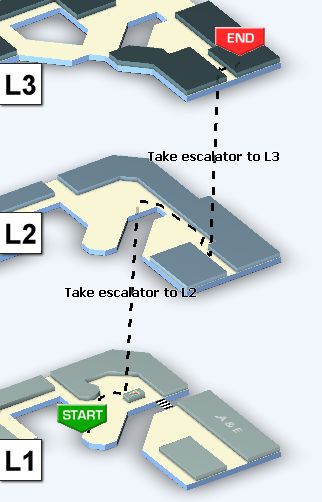 END
L3
Take escalator to L3
L2
Take escalator to L2
START
A&E
L1